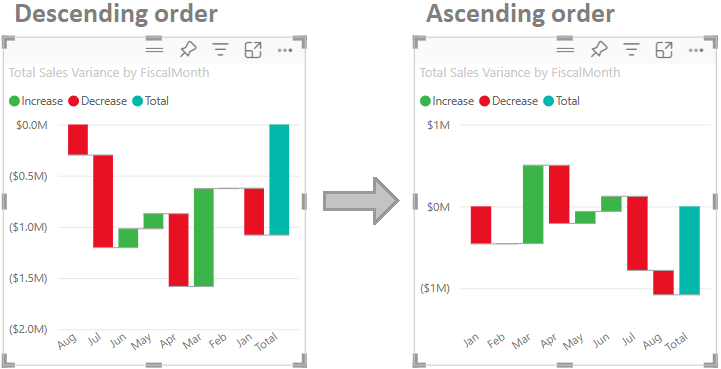 Descending order
Total Sales Variance by FiscalMonth
Increase Decrease Total
$0.0M
($0.5M)
($1.0M)
($1.5M)
($2.0M)
Aug Jul Jun May Apr Mar Feb Jan Total
Ascending order
Total Sales Variance by FiscalMonth
Increase Decrease Total
$1M
$0M
($1M)
Jan Feb Mar Apr May Jun Jul Aug Total